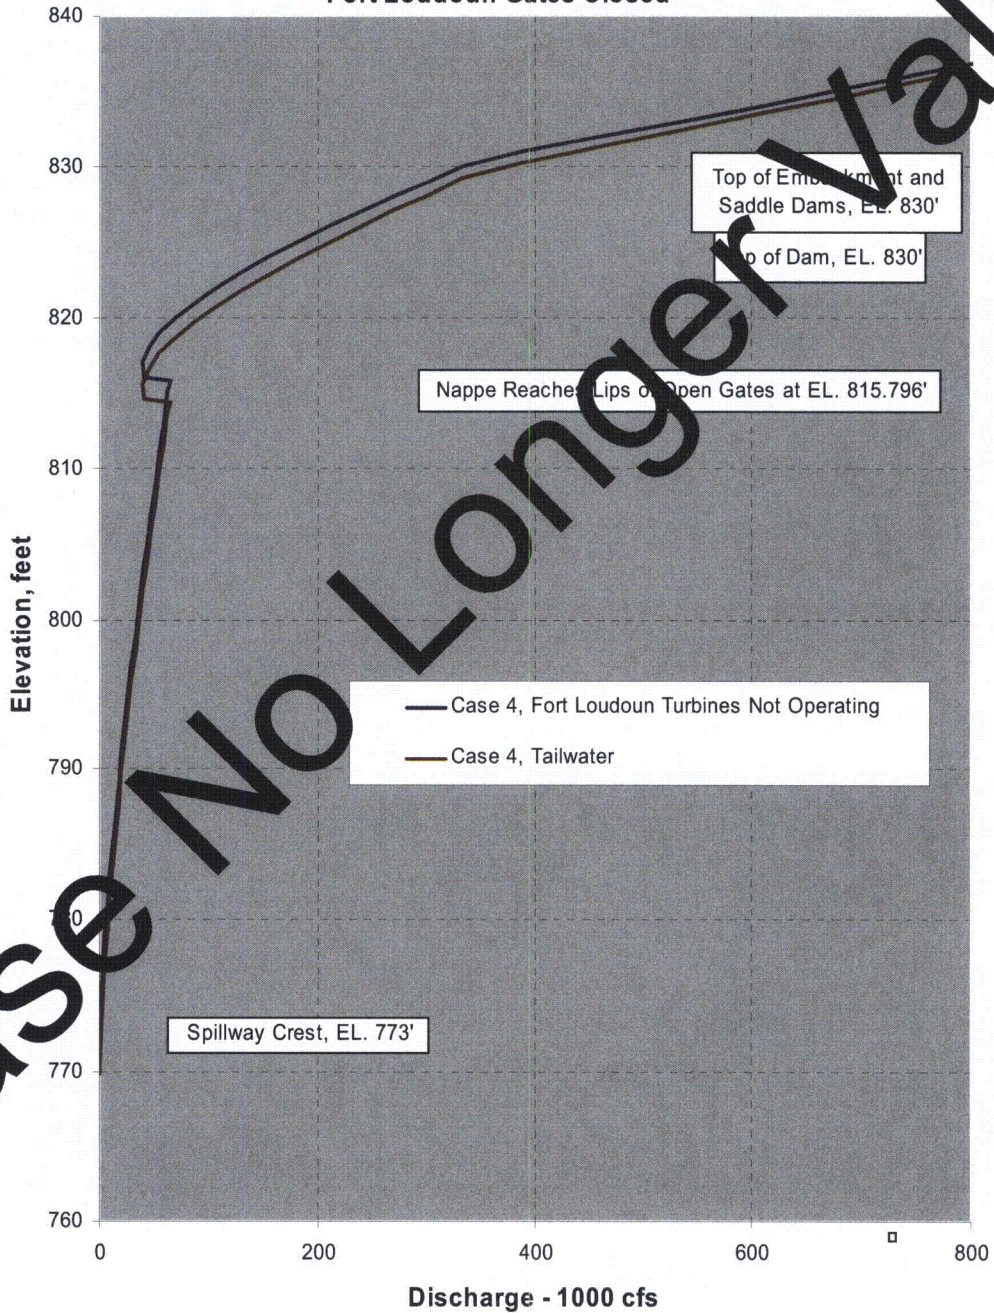 Fort Loudoun Gates Closed
840
830
820
810
800
790
780
770
760
0
200
400
600
800
Elevation, feet
Discharge - 1000 cfs
Top of Embankment and
Saddle Dams, EL. 830'
Top of Dam, EL. 830'
Nappe Reaches Lips of Open Gates at EL. 815.796'
Case 4, Fort Loudoun Turbines Not Operating
Case 4, Tailwater
Spillway Crest, EL. 773'
No Longer